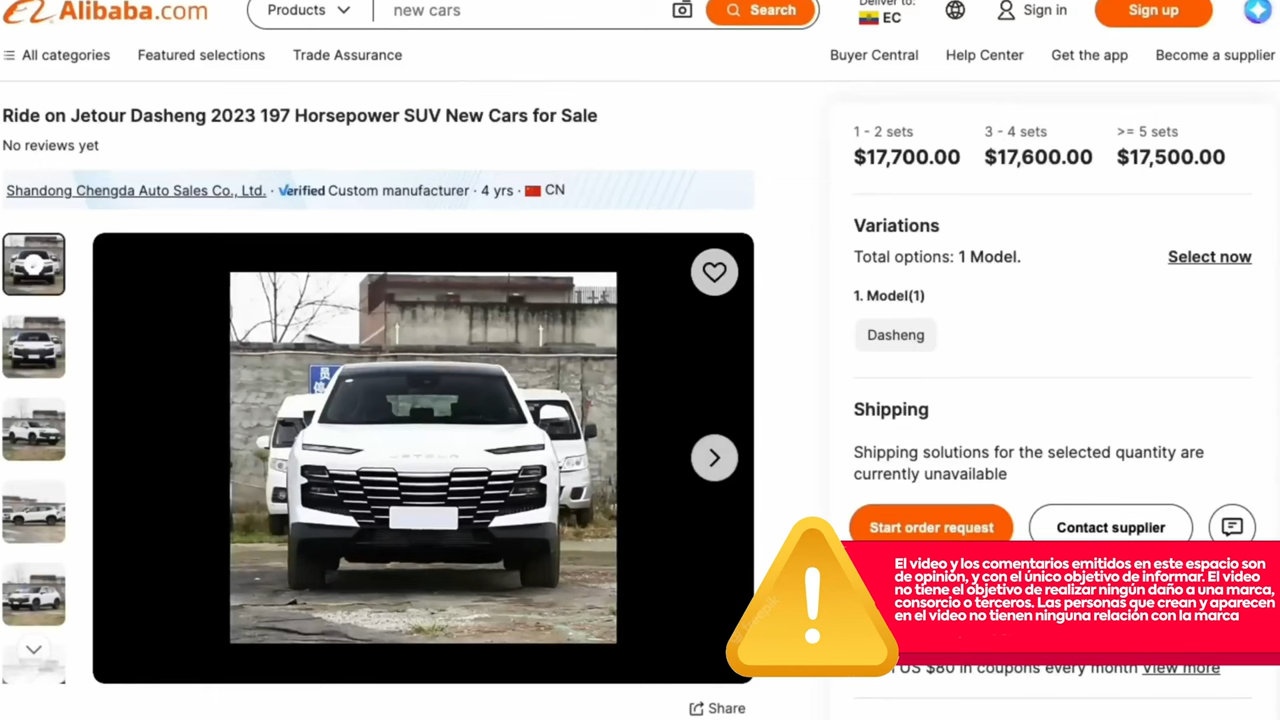 Alibaba.com
Products
new cars
Search
Deliver to:
EC
Sign in
Sign up
All categories
Featured selections
Trade Assurance
Buyer Central
Help Center
Get the app
Become a supplier
Ride on Jetour Dasheng 2023 197 Horsepower SUV New Cars for Sale
No reviews yet
Shandong Chengda Auto Sales Co., Ltd. · Verified Custom manufacturer · 4 yrs · CN
1 - 2 sets
$17,700.00
3 - 4 sets
$17,600.00
>= 5 sets
$17,500.00
Variations
Total options: 1 Model.
Select now
1. Model(1)
Dasheng
Shipping
Shipping solutions for the selected quantity are
currently unavailable
Start order request
Contact supplier
员
JETOUR
El video y los comentarios emitidos en este espacio son
de opinión, y con el único objetivo de informar. El video
no tiene el objetivo de realizar ningún daño a una marca,
consorcio o terceros. Las personas que crean y aparecen
en el video no tienen ninguna relación con la marca
US $80 in coupons every month View more
Share